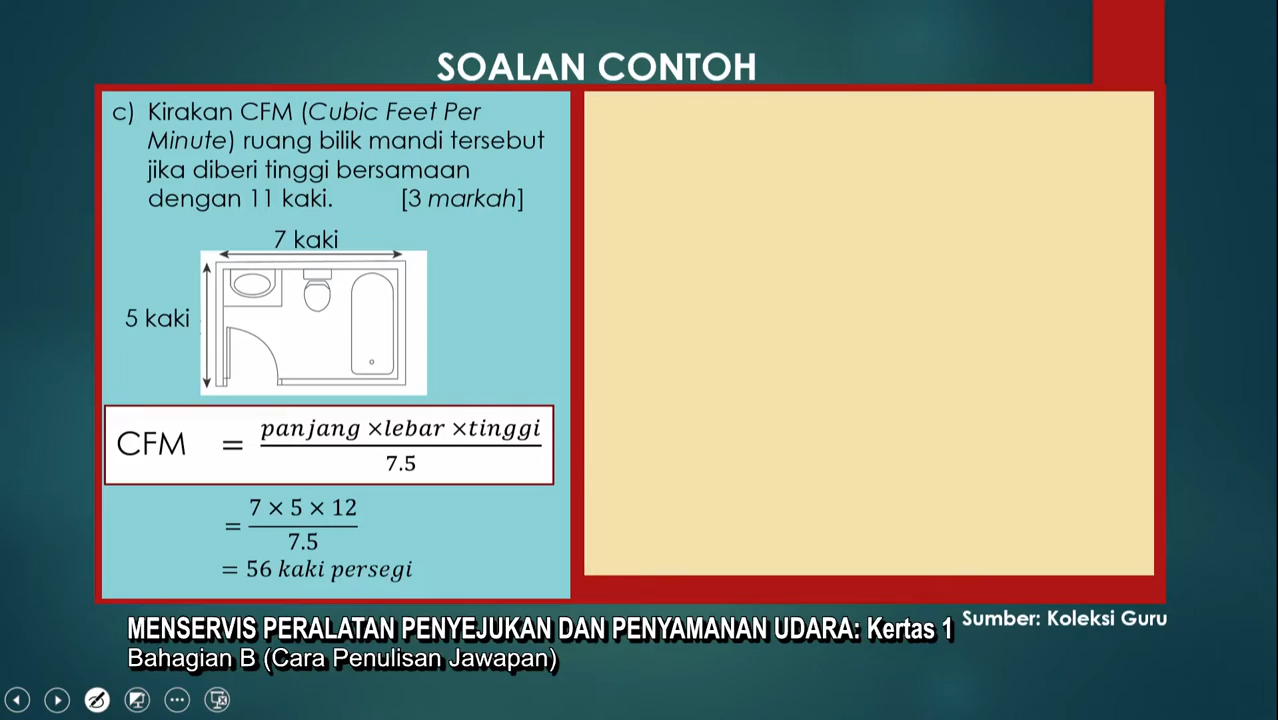 SOALAN CONTOH
c) Kirakan CFM (Cubic Feet Per
Minute) ruang bilik mandi tersebut
jika diberi tinggi bersamaan
dengan 11 kaki. [3 markah]
7 kaki
5 kaki
CFM = panjang ×lebar ×tinggi
7.5
= 7 × 5 × 12
7.5
= 56 kaki persegi
Sumber: Koleksi Guru
MENSERVIS PERALATAN PENYEJUKAN DAN PENYAMANAN UDARA: Kertas 1
Bahagian B (Cara Penulisan Jawapan)